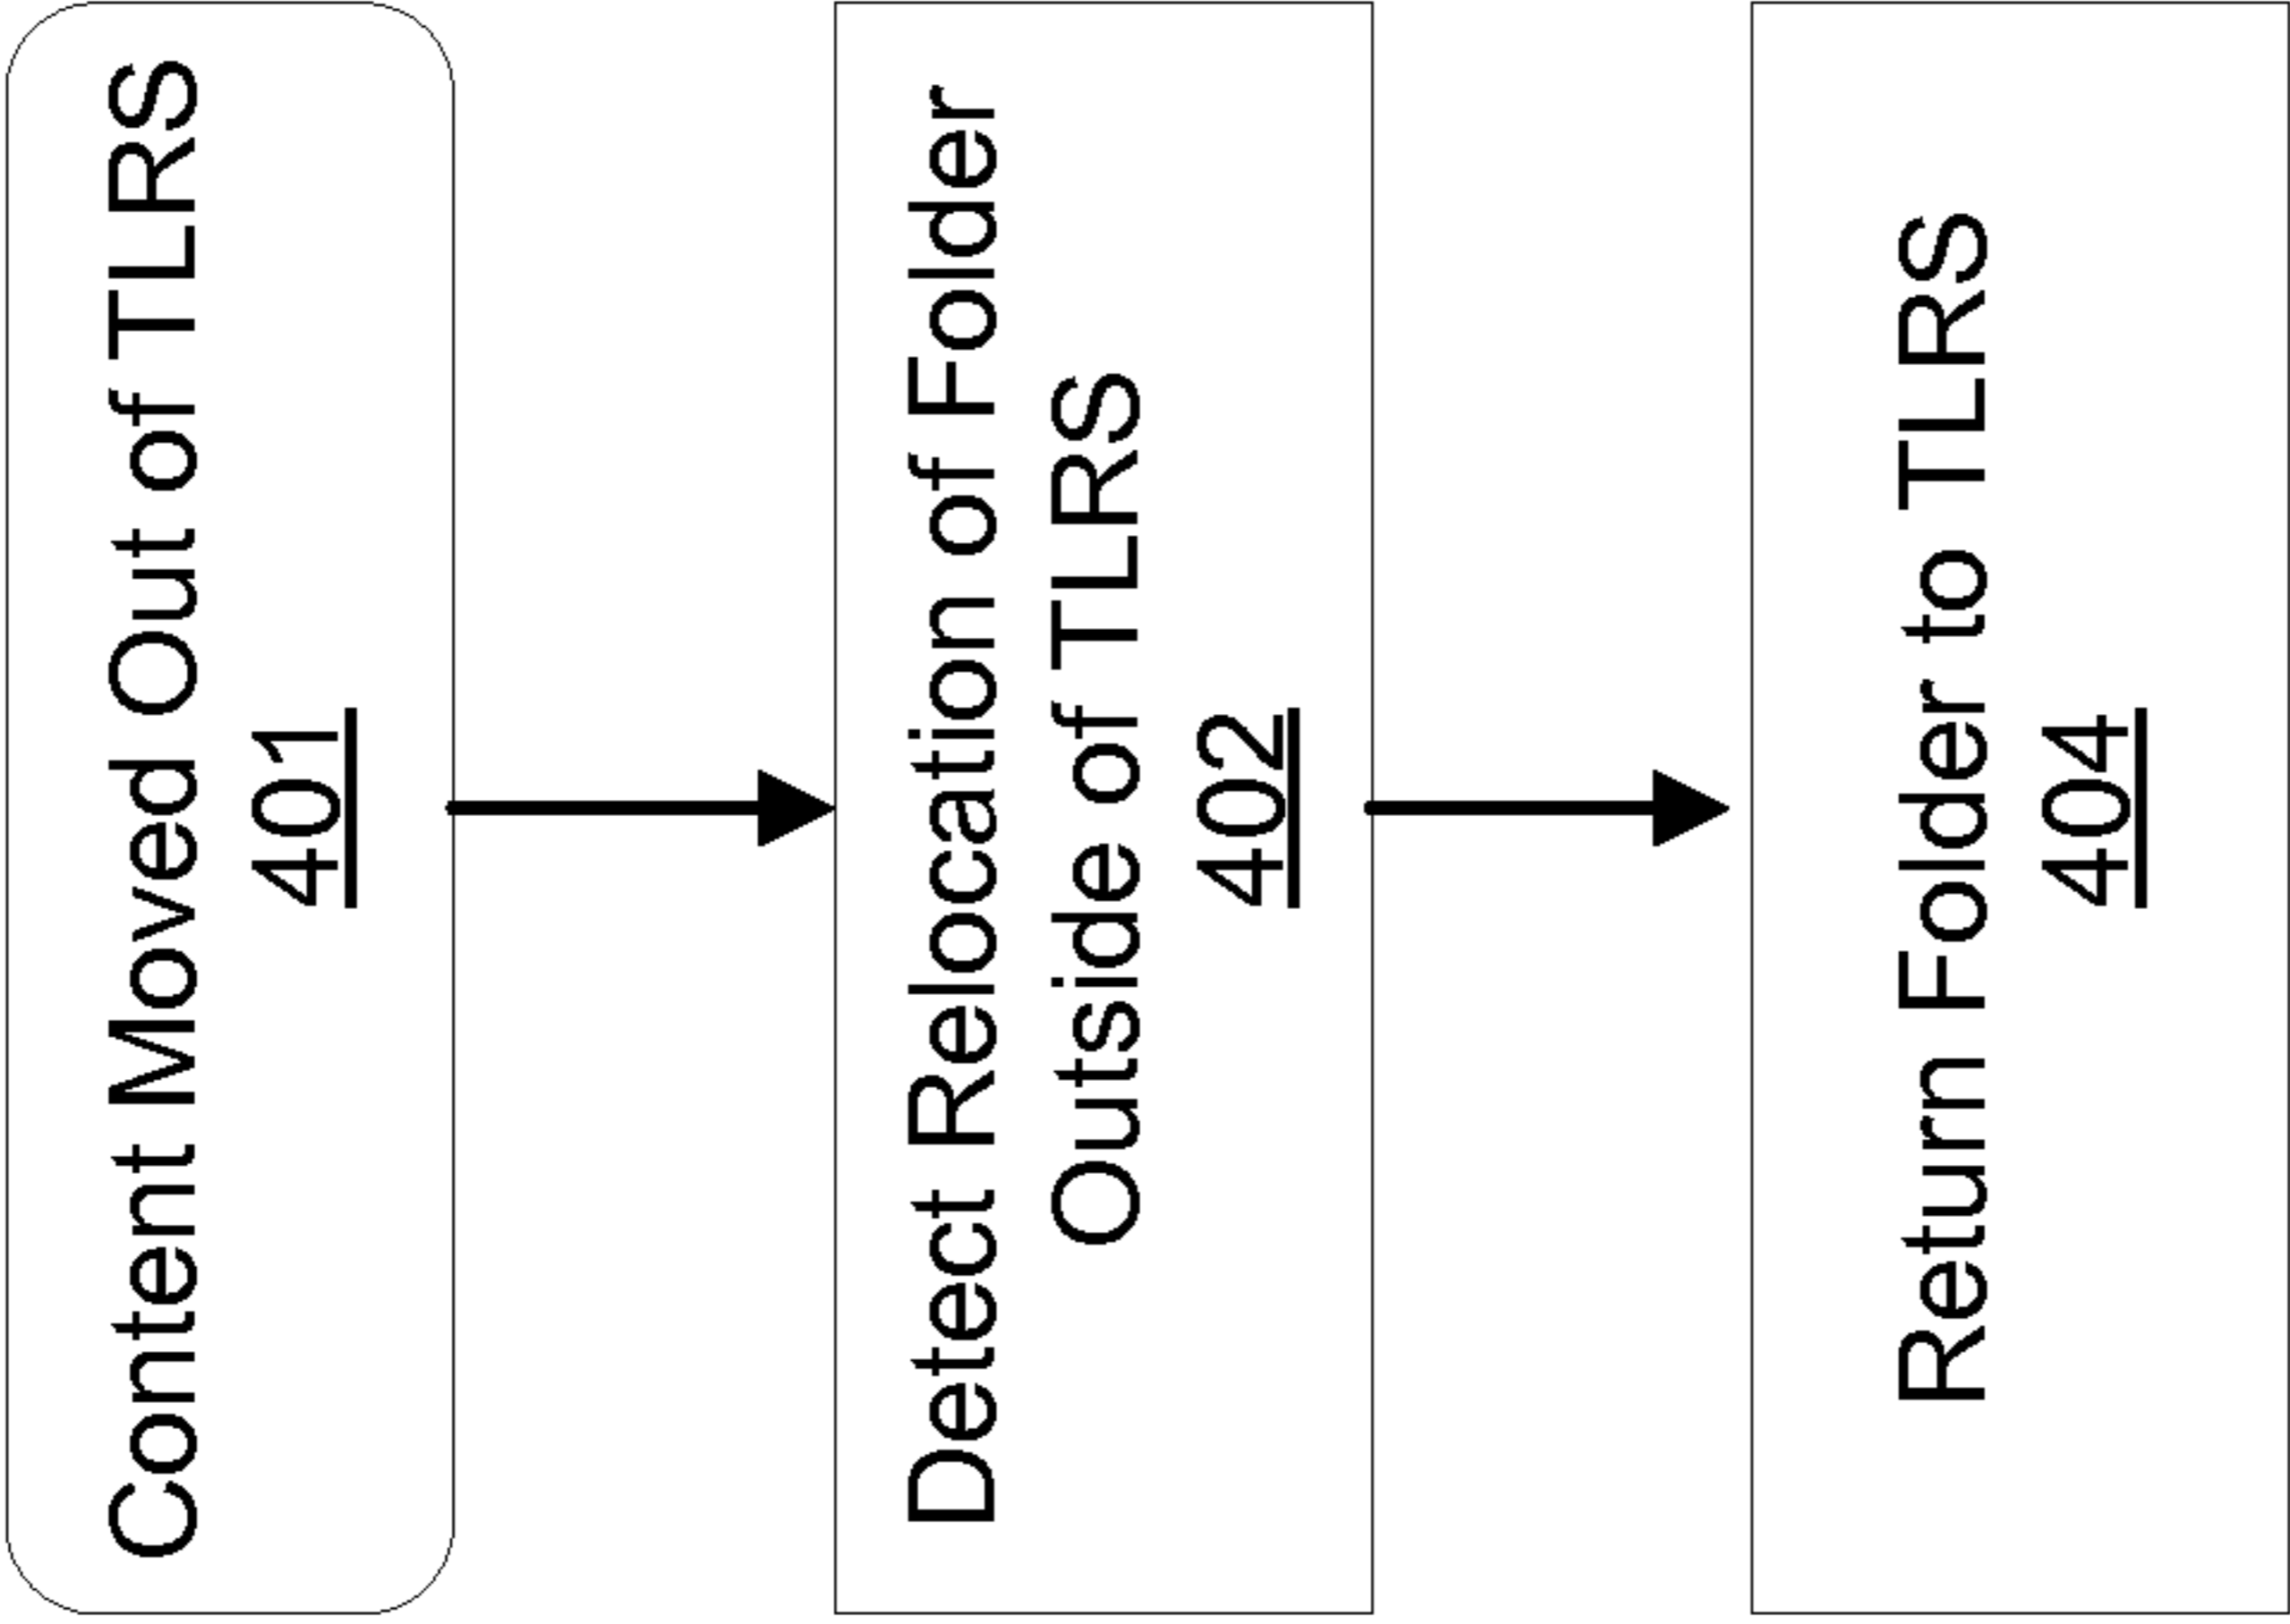 Content Moved Out of TLRS
401
Detect Relocation of Folder
Outside of TLRS
402
Return Folder to TLRS
404